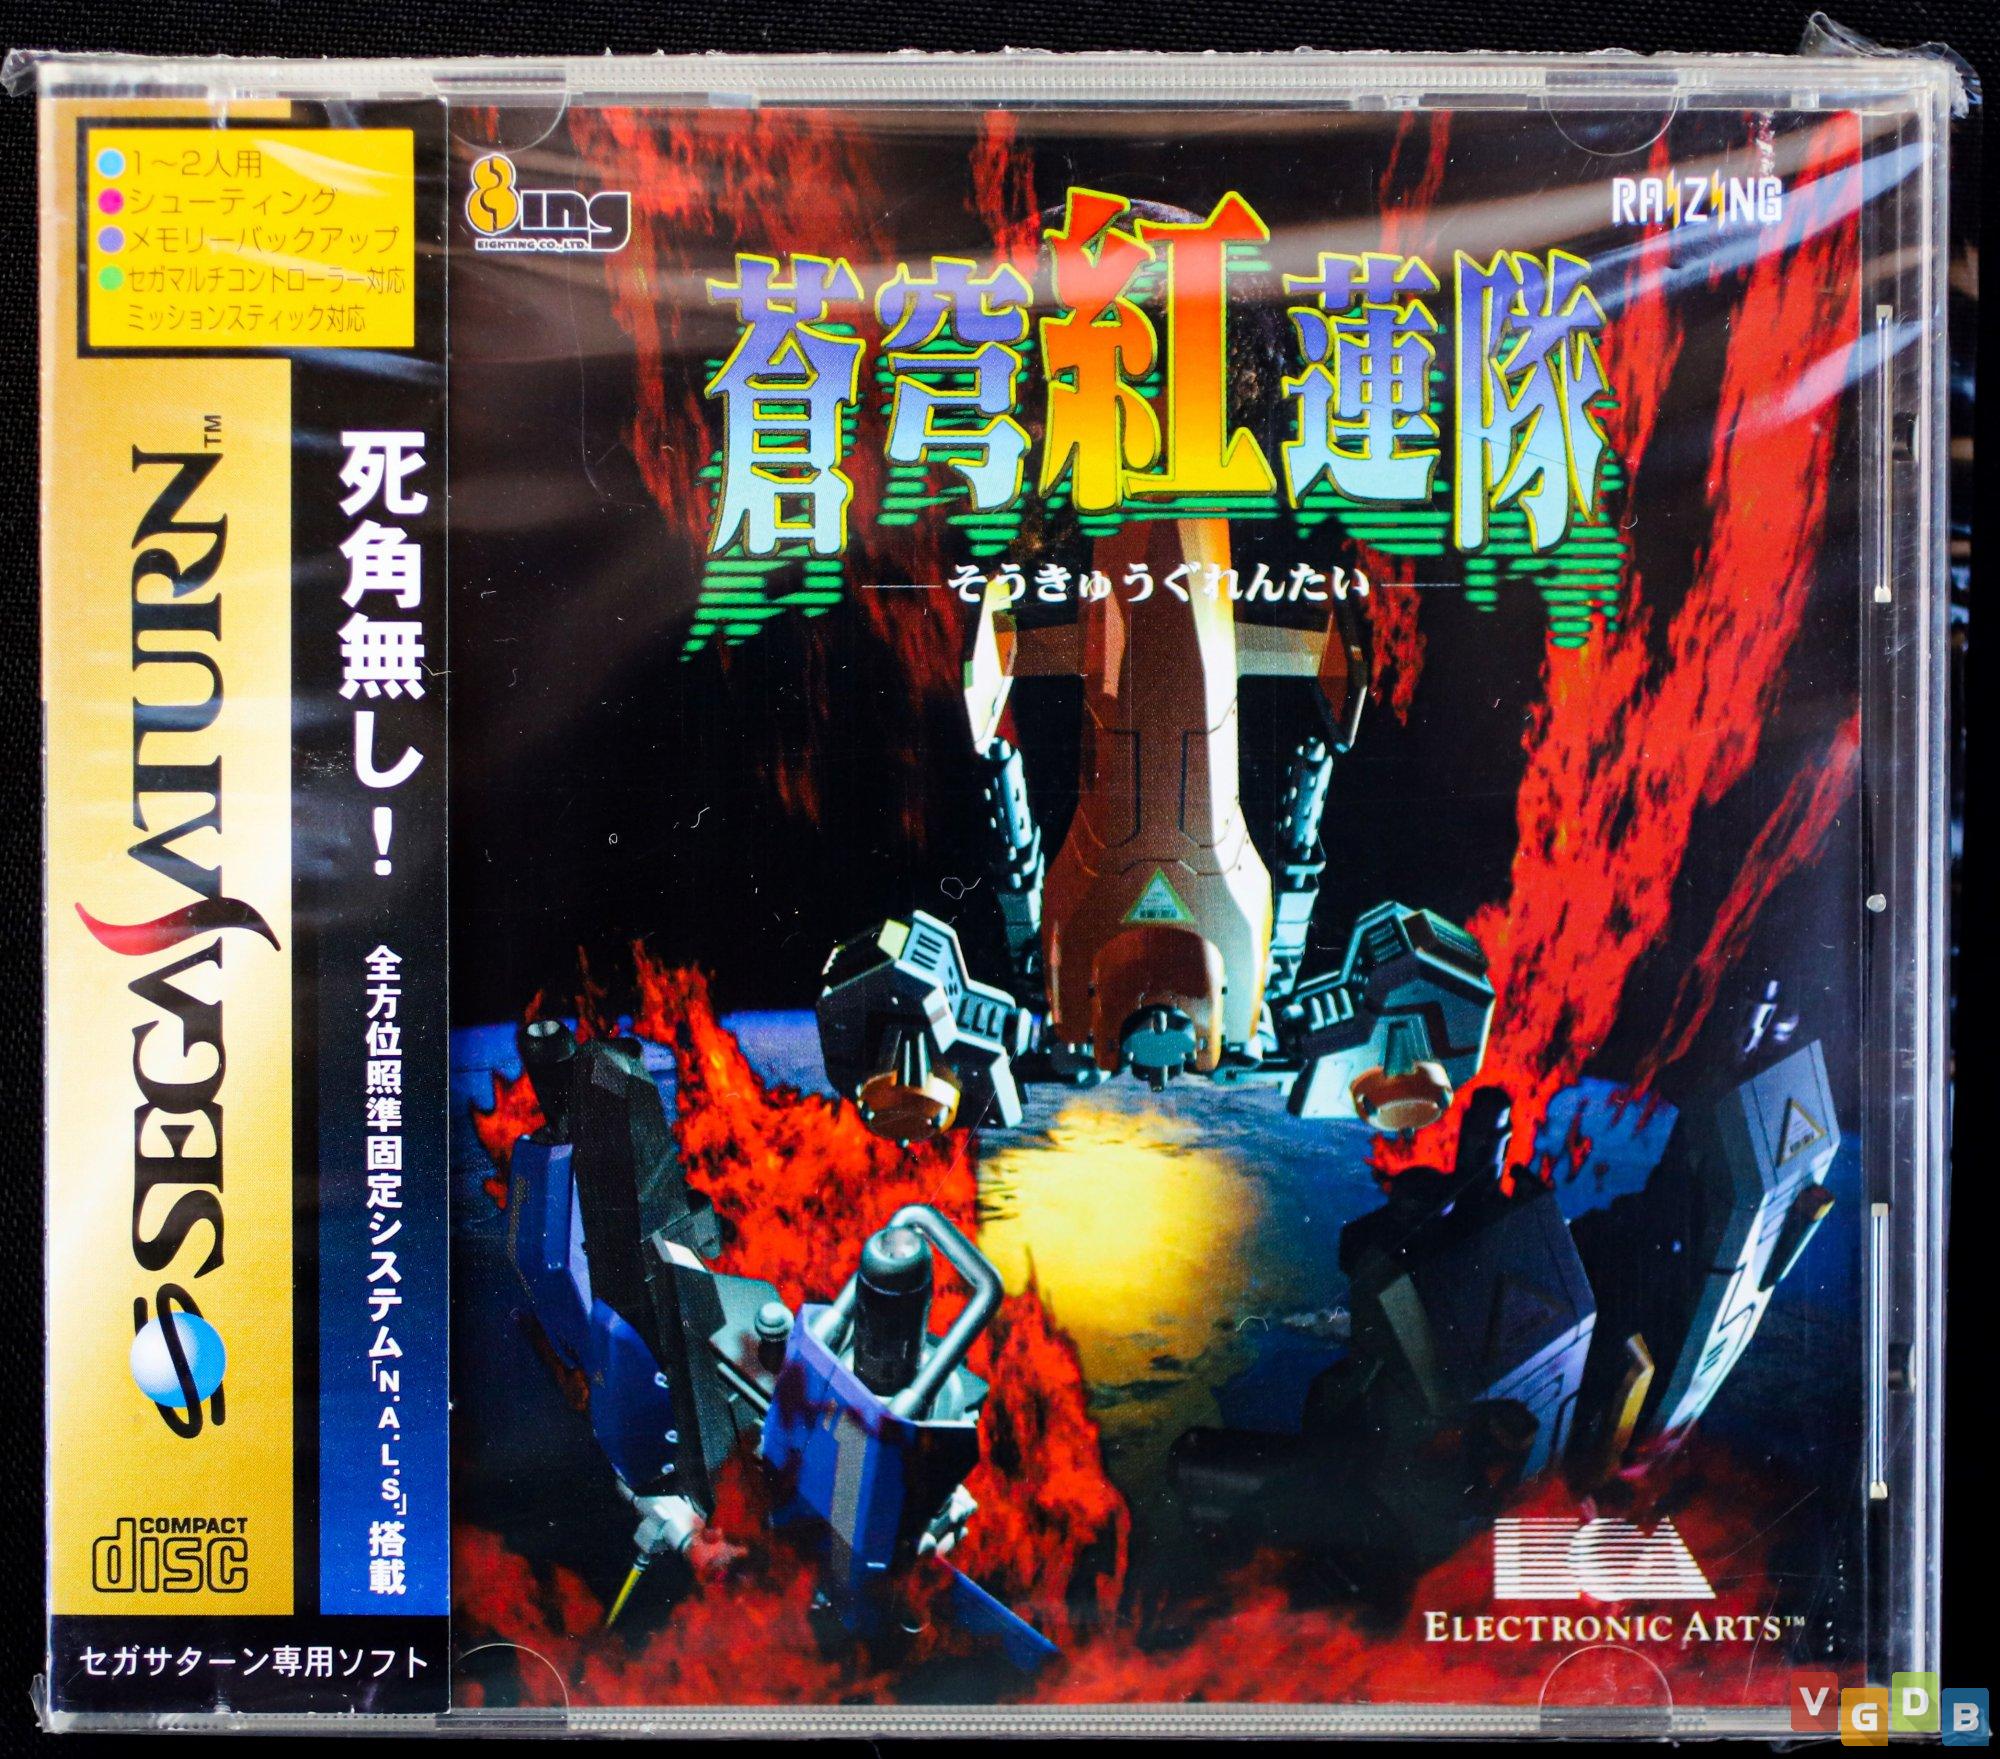 1～2人用
シューティング
メモリーバックアップ
セガマルチコントローラー対応
ミッションスティック対応
SEGA SATURN™
COMPACT
disc
死角無し！
全方位照準固定システム「N.A.L.S.」搭載
セガサターン専用ソフト
8ing
EIGHTING CO.,LTD.
RAIZING
蒼穹紅蓮隊
そうきゅうぐれんたい
EA
ELECTRONIC ARTS™
VGDB